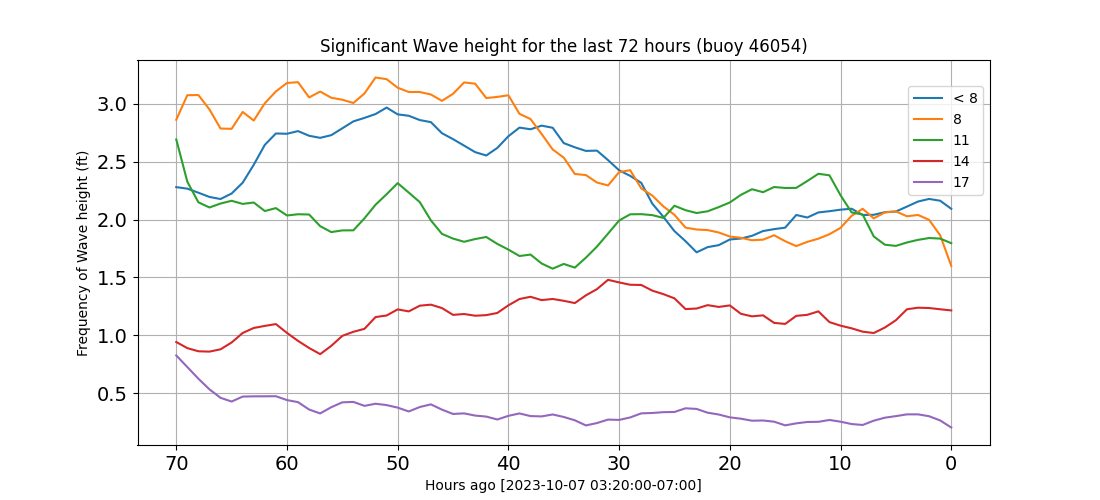 Significant Wave height for the last 72 hours (buoy 46054)
Frequency of Wave height (ft)
3.0
2.5
2.0
1.5
1.0
0.5
< 8
8
11
14
17
70 60 50 40 30 20 10 0
Hours ago [2023-10-07 03:20:00-07:00]